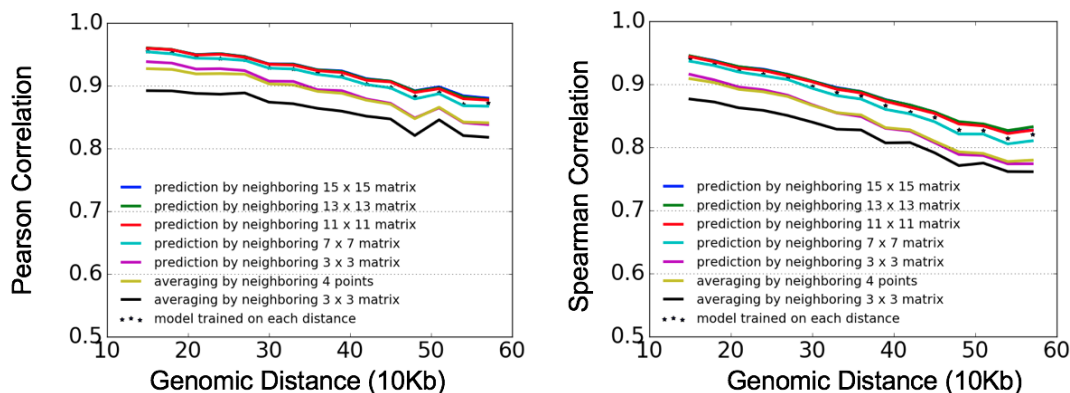 Pearson Correlation
1.0
0.9
0.8
0.7
0.6
0.5
prediction by neighboring 15 x 15 matrix
prediction by neighboring 13 x 13 matrix
prediction by neighboring 11 x 11 matrix
prediction by neighboring 7 x 7 matrix
prediction by neighboring 3 x 3 matrix
averaging by neighboring 4 points
averaging by neighboring 3 x 3 matrix
model trained on each distance
10 20 30 40 50 60
Genomic Distance (10Kb)
Spearman Correlation
1.0
0.9
0.8
0.7
0.6
0.5
prediction by neighboring 15 x 15 matrix
prediction by neighboring 13 x 13 matrix
prediction by neighboring 11 x 11 matrix
prediction by neighboring 7 x 7 matrix
prediction by neighboring 3 x 3 matrix
averaging by neighboring 4 points
averaging by neighboring 3 x 3 matrix
model trained on each distance
10 20 30 40 50 60
Genomic Distance (10Kb)